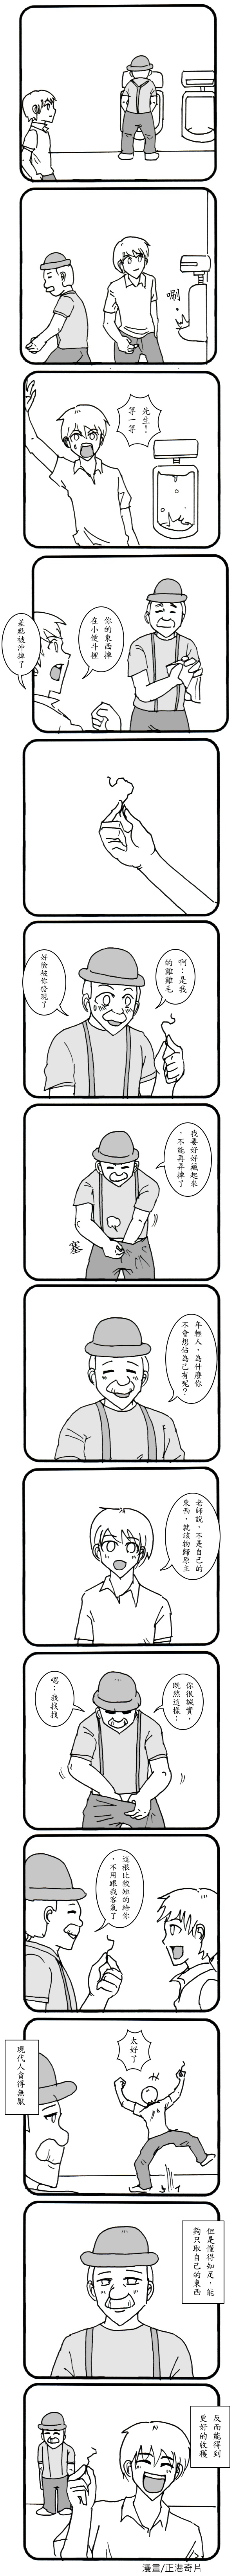 唰
先生！
等一等
你的東西掉
在小便斗裡
差點被沖掉了
啊…是我
的雞雞毛
好險被你
發現了
我要好好藏起來
，不能再弄掉了
塞
年輕人，為什麼你
不會想佔為己有呢？
老師說，不是自己的
東西，就該物歸原主
你很誠實，
既然這樣…
嗯…我找找
這根比較短的給你
，不用跟我客氣了
太好了
現代人貪得無厭
但是懂得知足，能
夠只取自己的東西
反而能得到
更好的收穫
漫畫/正港奇片